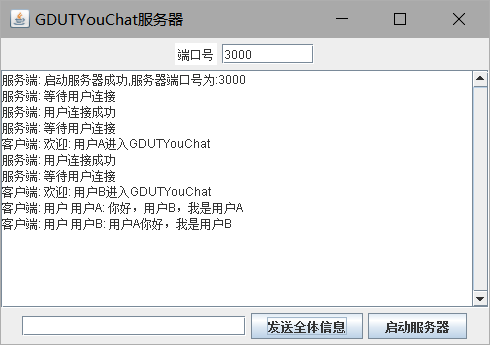 GDUTYouChat服务器
端口号 3000
服务端: 启动服务器成功,服务器端口号为:3000
服务端: 等待用户连接
服务端: 用户连接成功
服务端: 等待用户连接
客户端: 欢迎: 用户A进入GDUTYouChat
服务端: 用户连接成功
服务端: 等待用户连接
客户端: 欢迎: 用户B进入GDUTYouChat
客户端: 用户 用户A: 你好，用户B，我是用户A
客户端: 用户 用户B: 用户A你好，我是用户B
发送全体信息 启动服务器